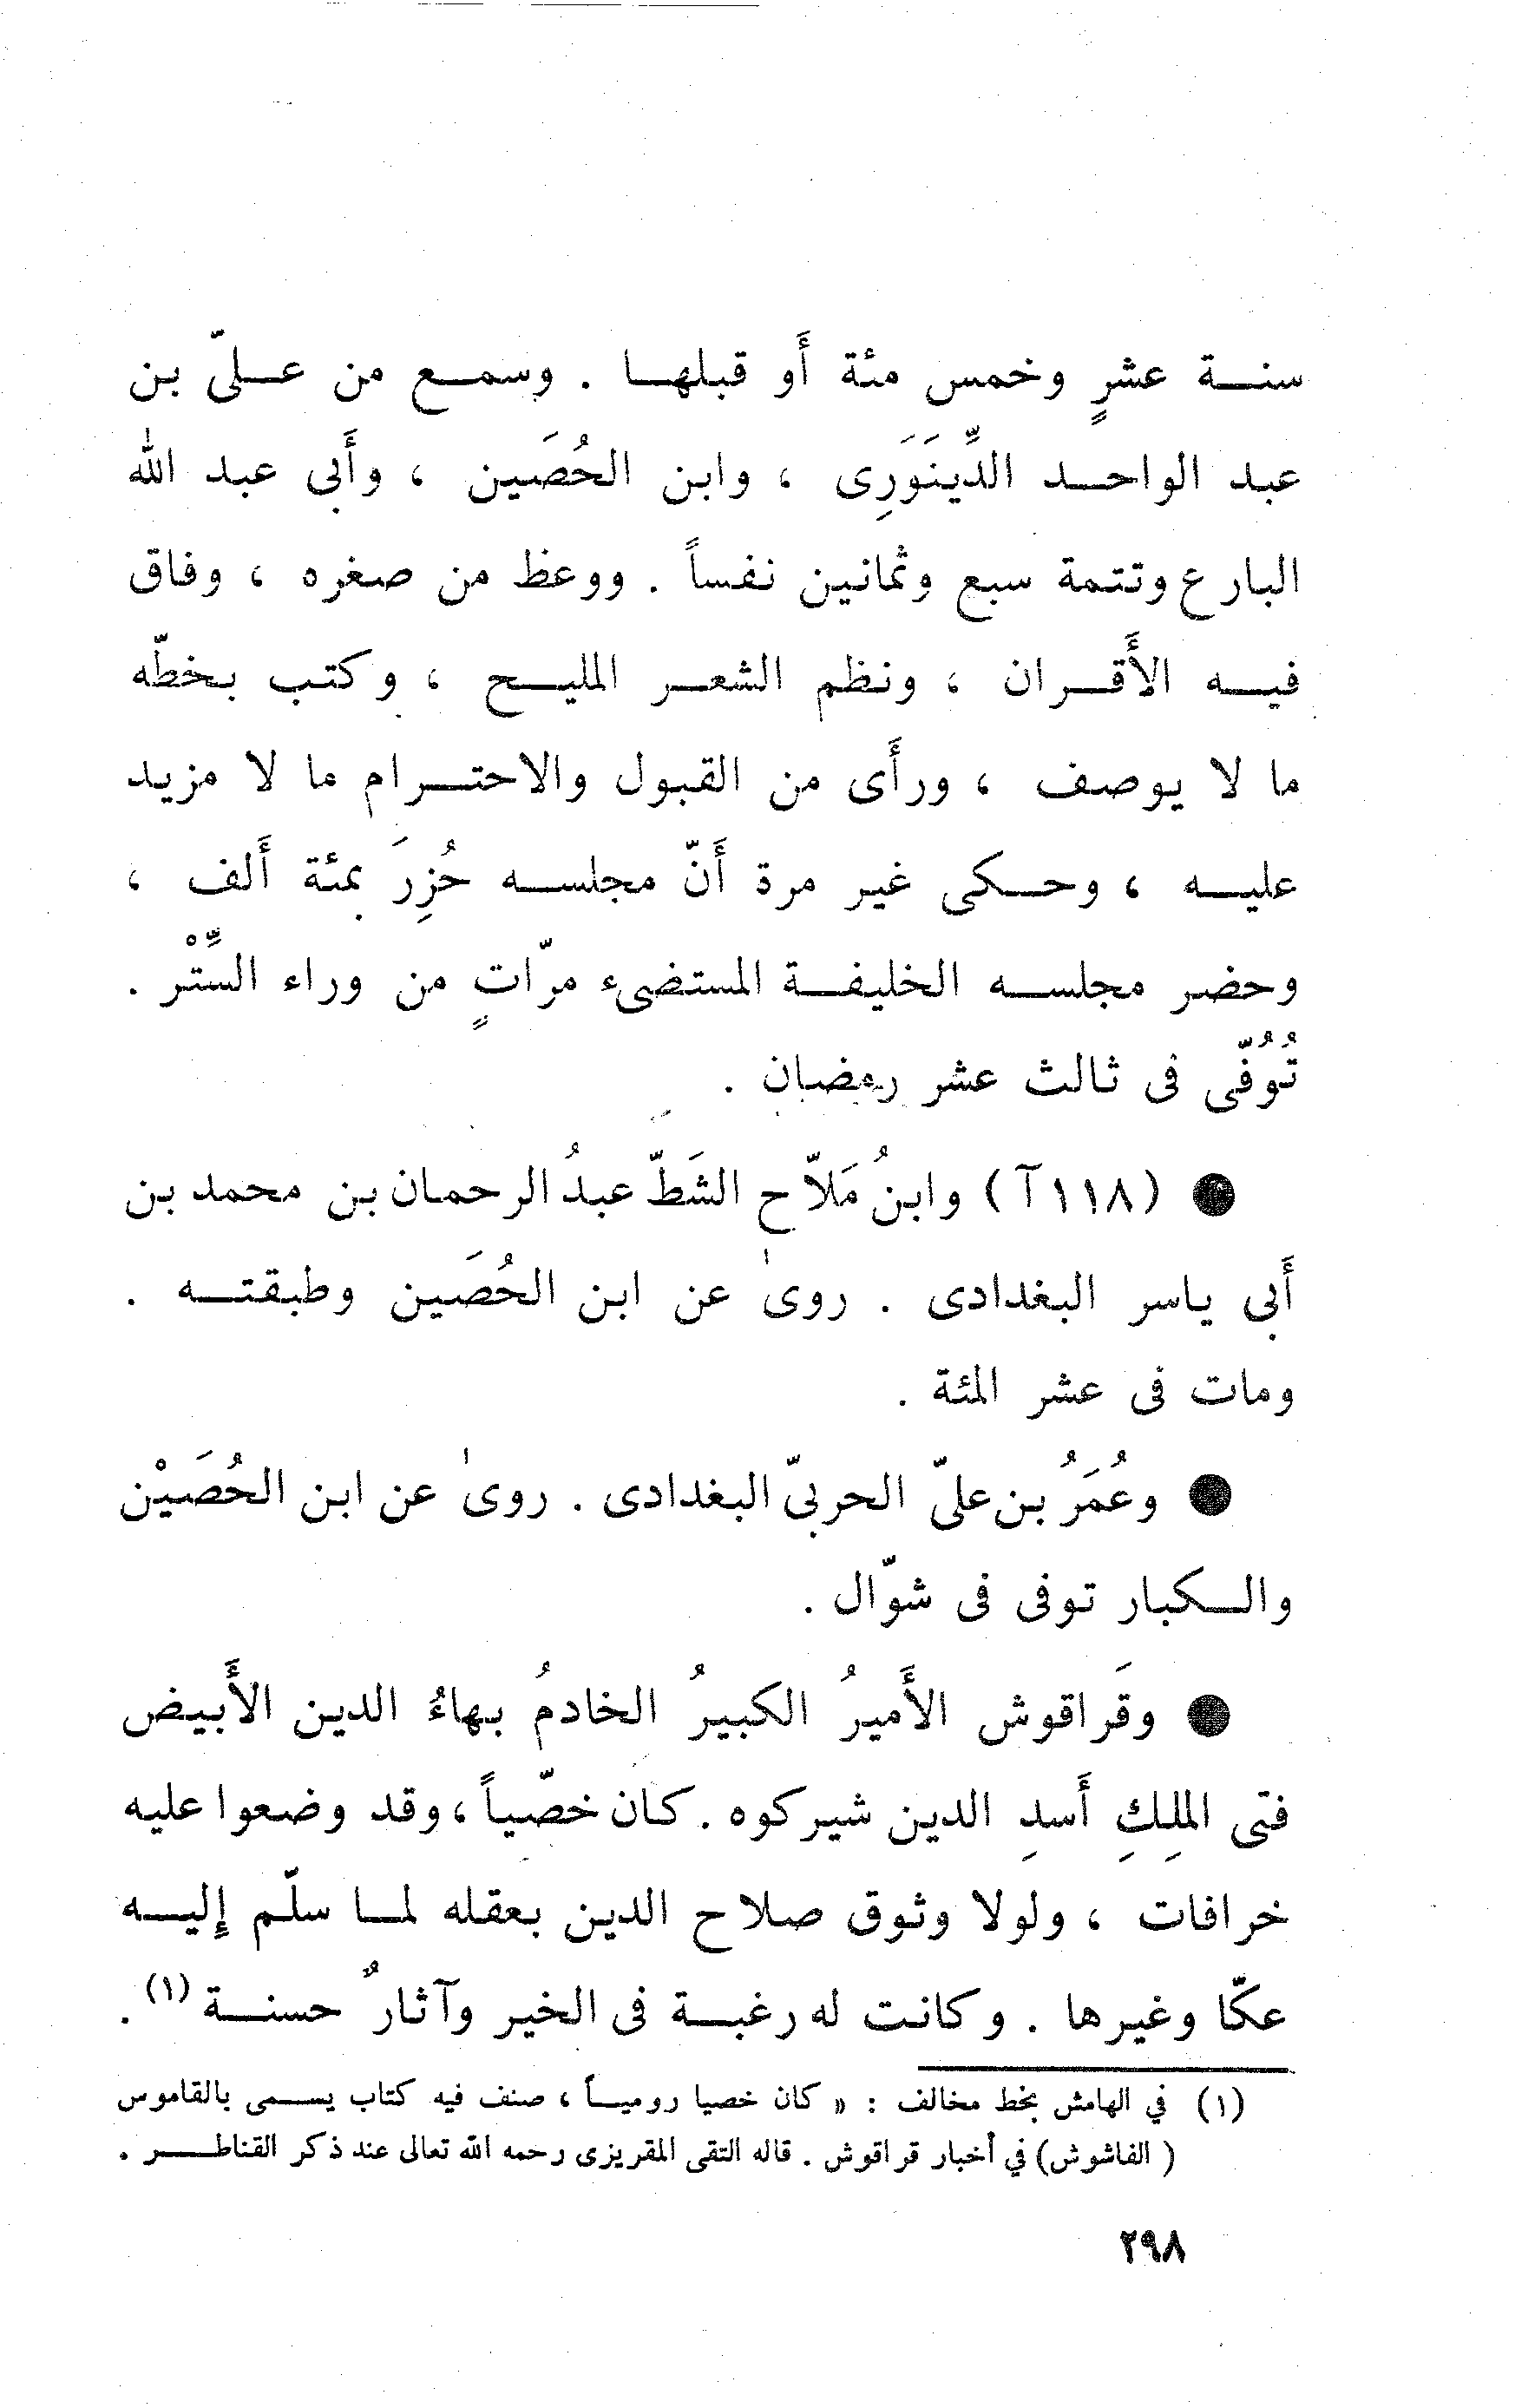 سنة عشرٍ وخمس مئة أَو قبلها . وسمع من علىّ بن
عبد الواحد الدِّينَوَرِى ، وابن الحُصَين ، وأَبى عبد الله
البارع وتتمة سبع وثمانين نفساً . ووعظ من صغره ، وفاق
فيه الأَقران ، ونظم الشعر المليح ، وكتب بخطّه
ما لا يوصف ، ورأَى من القبول والاحترام ما لا مزيد
عليه ، وحكى غير مرة أَنّ مجلسه حُزِرَ بمئة أَلف ،
وحضر مجلسه الخليفة المستضىء مرّاتٍ من وراء السِّتْر .
تُوُفّى فى ثالث عشر رمضان .
● (١١٨ آ) وابنُ مَلاّح الشَطّ عبدُ الرحمان بن محمد بن
أَبى ياسر البغدادى . روىٰ عن ابن الحُصَين وطبقته .
ومات فى عشر المئة .
● وعُمَرُ بن علىّ الحربىّ البغدادى . روىٰ عن ابن الحُصَيْن
والكبار توفى فى شوّال .
● وقَراقوش الأَميرُ الكبيرُ الخادمُ بهاءُ الدين الأَبيض
فتى المِلِكِ أَسدِ الدين شيركوه . كان خصّياً ، وقد وضعوا عليه
خرافات ، ولولا وثوق صلاح الدين بعقله لما سلّم إليه
عكّا وغيرها . وكانت له رغبة فى الخير وآثارٌ حسنة (١) .
(١) في الهامش بخط مخالف : « كان خصيا روميـاً ، صنف فيه كتاب يسمى بالقاموس
( الفاشوش) في أخبار قراقوش . قاله التقى المقريزى رحمه الله تعالى عند ذكر القناطر .
٢٩٨